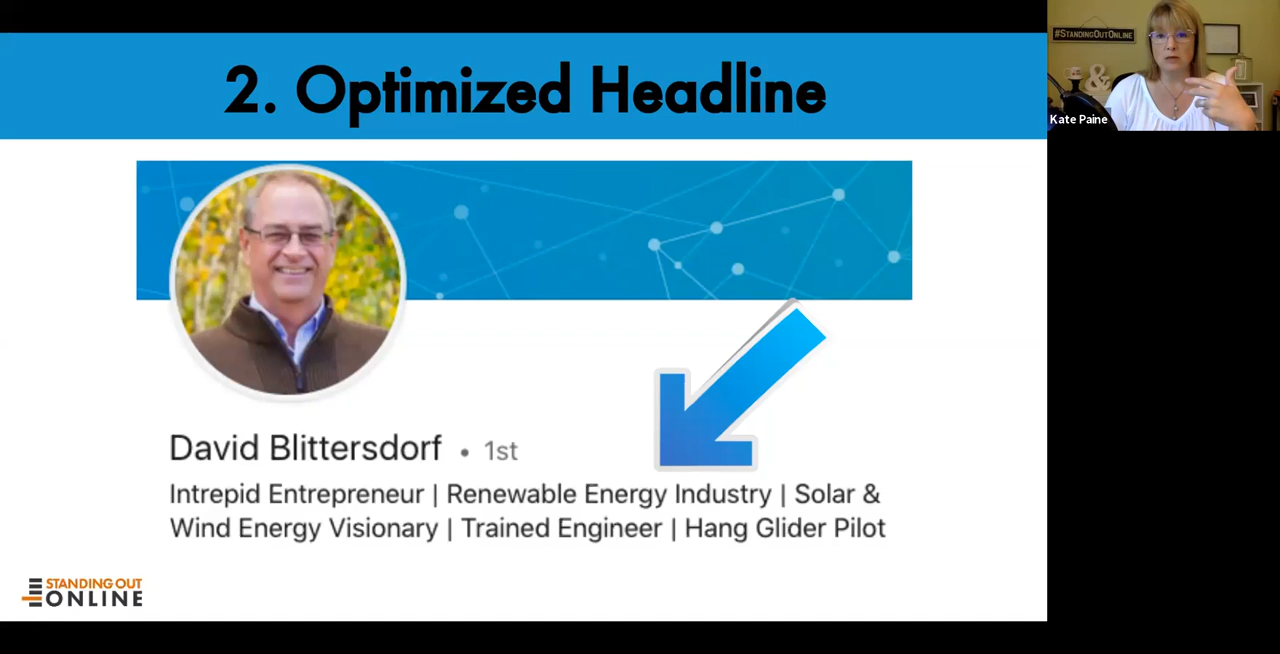 2. Optimized Headline
#STANDINGOUTONLINE
Kate Paine
David Blittersdorf • 1st
Intrepid Entrepreneur | Renewable Energy Industry | Solar &
Wind Energy Visionary | Trained Engineer | Hang Glider Pilot
STANDING OUT
ONLINE
&